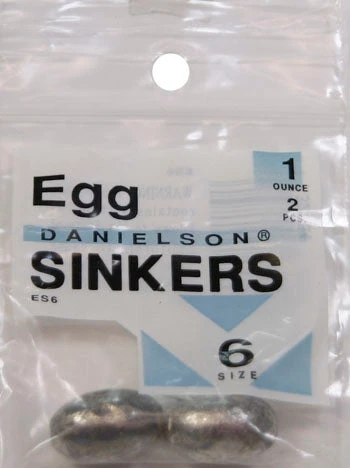 Egg
DANIELSON®
SINKERS
ES6
1
OUNCE
2
PCS.
6
SIZE